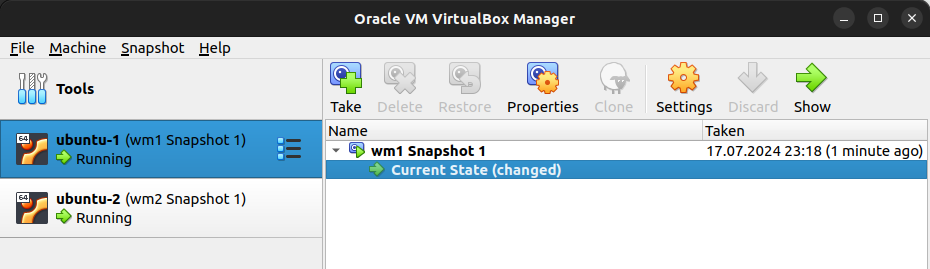 Oracle VM VirtualBox Manager
File Machine Snapshot Help
Tools
Take Delete Restore Properties Clone Settings Discard Show
Name Taken
64 ubuntu-1 (wm1 Snapshot 1)
Running
wm1 Snapshot 1 17.07.2024 23:18 (1 minute ago)
Current State (changed)
64 ubuntu-2 (wm2 Snapshot 1)
Running